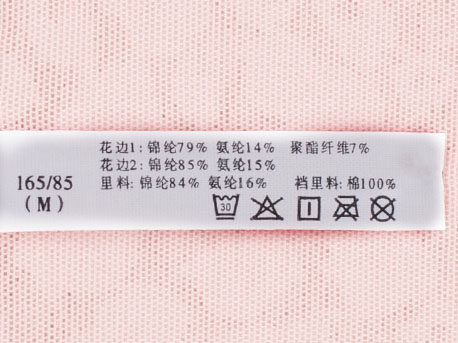 花边1: 锦纶79% 氨纶14% 聚酯纤维7%
花边2: 锦纶85% 氨纶15%
165/85
里料: 锦纶84% 氨纶16% 裆里料: 棉100%
(M)
30